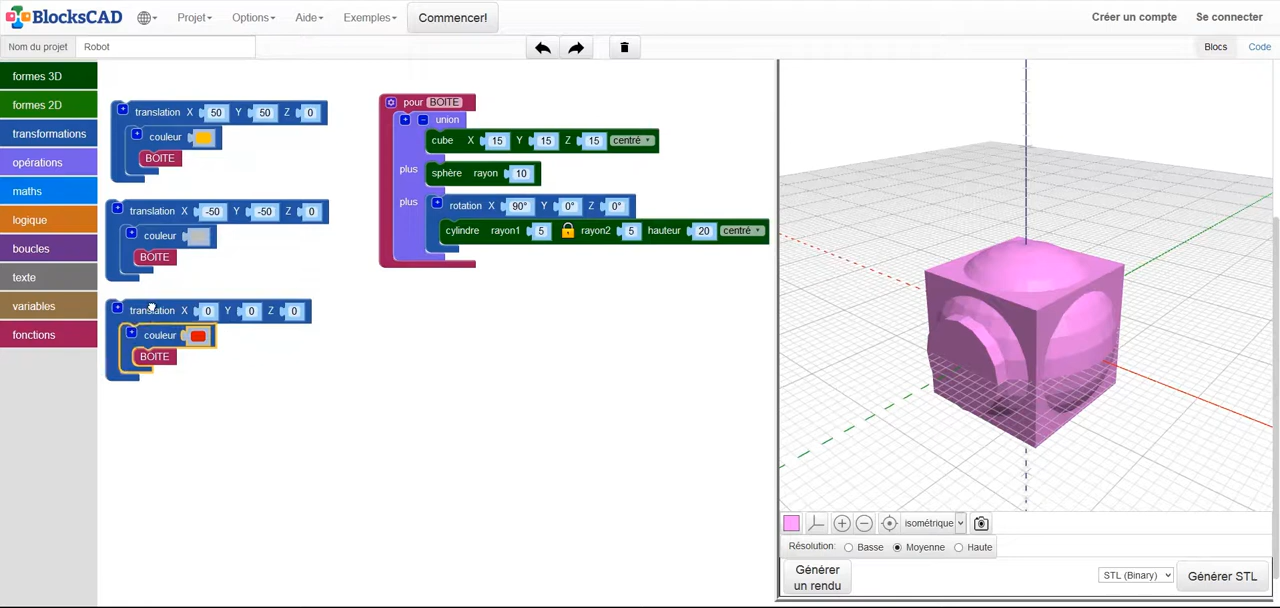 BlocksCAD
Projet
Options
Aide
Exemples
Commencer!
Créer un compte
Se connecter
Nom du projet
Robot
Blocs
Code
formes 3D
formes 2D
transformations
opérations
maths
logique
boucles
texte
variables
fonctions
translation X 50 Y 50 Z 0
couleur
BOITE
translation X -50 Y -50 Z 0
couleur
BOITE
translation X 0 Y 0 Z 0
couleur
BOITE
pour BOITE
union
cube X 15 Y 15 Z 15 centré
plus
sphère rayon 10
plus
rotation X 90° Y 0° Z 0°
cylindre rayon1 5 rayon2 5 hauteur 20 centré
isométrique
Résolution: Basse Moyenne Haute
Générer
un rendu
STL (Binary)
Générer STL